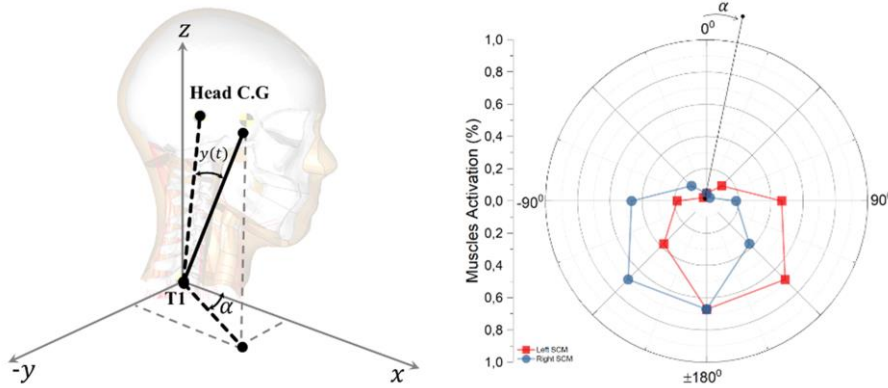 z
Head C.G
y(t)
T1
α
-y
x
α
0⁰
1,0
0,8
0,6
0,4
0,2
0,0
0,2
0,4
0,6
0,8
1,0
Muscles Activation (%)
-90⁰
90⁰
±180⁰
Left SCM
Right SCM